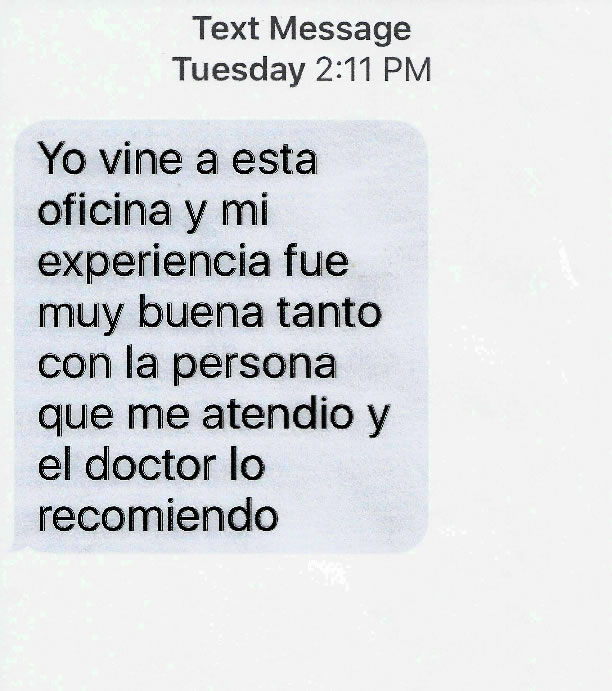 Text Message
Tuesday 2:11 PM
Yo vine a esta
oficina y mi
experiencia fue
muy buena tanto
con la persona
que me atendio y
el doctor lo
recomiendo